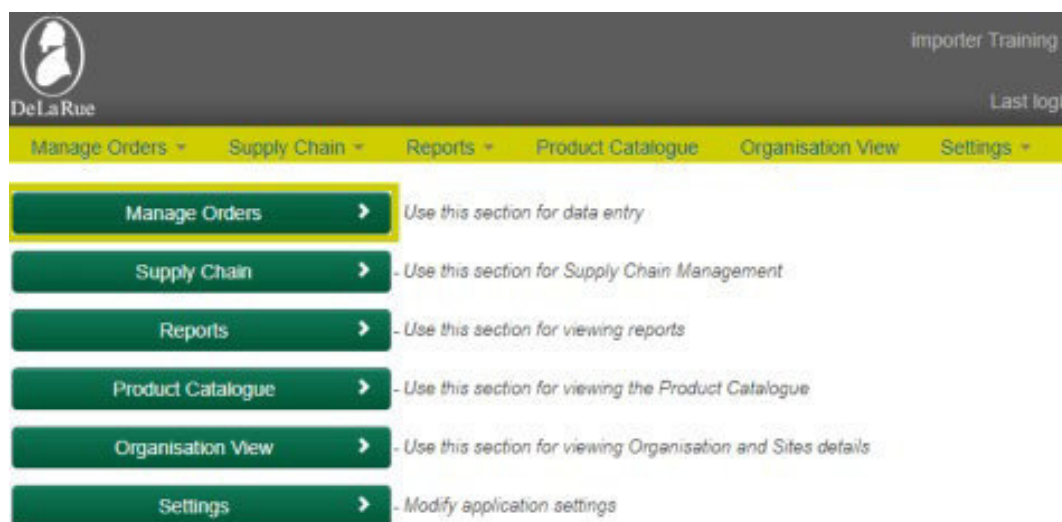 importer Training
DeLaRue
Last logi
Manage Orders Supply Chain Reports Product Catalogue Organisation View Settings
Manage Orders Use this section for data entry
Supply Chain - Use this section for Supply Chain Management
Reports - Use this section for viewing reports
Product Catalogue - Use this section for viewing the Product Catalogue
Organisation View - Use this section for viewing Organisation and Sites details
Settings - Modify application settings